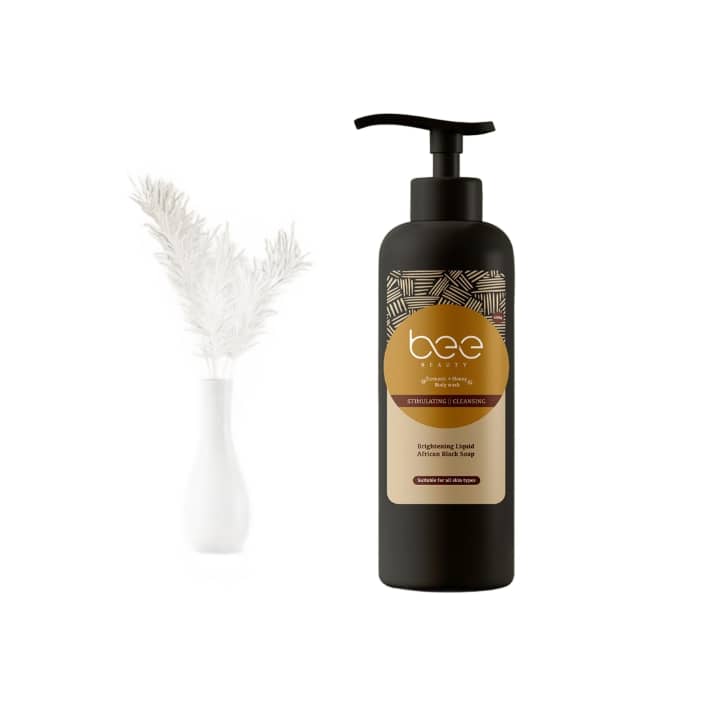 bee
BEAUTY
Turmeric + Honey
Body wash
STIMULATING || CLEANSING
Brightening Liquid
African Black Soap
Suitable for all skin types